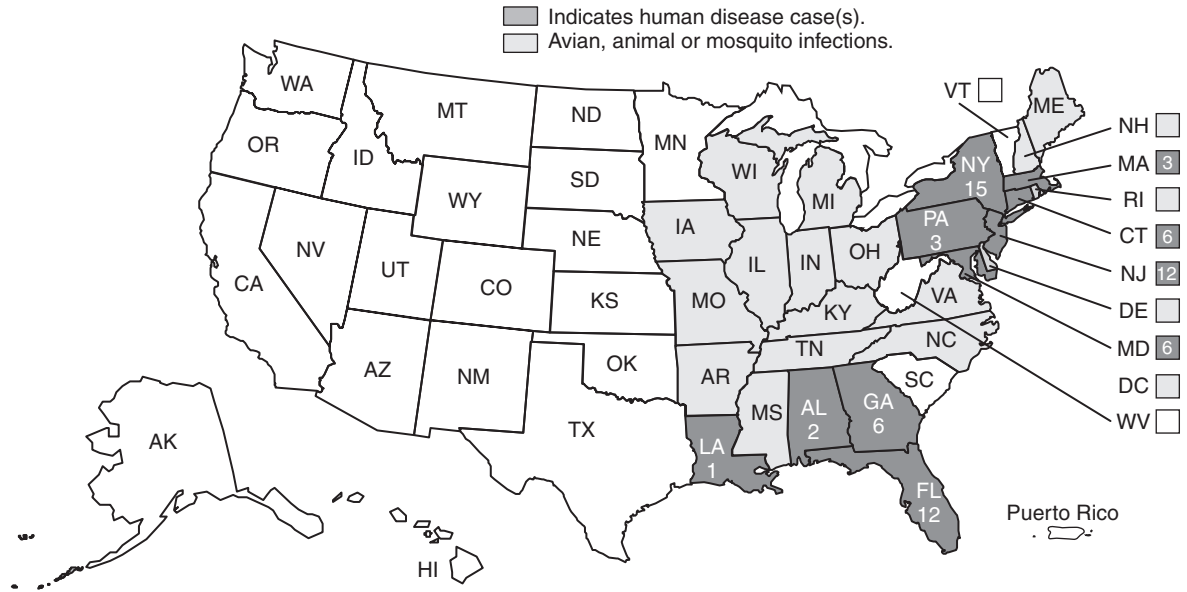 Indicates human disease case(s).
Avian, animal or mosquito infections.
WA
MT
ND
MN
VT
ME
NH
OR
ID
SD
WI
MI
NY
15
MA 3
WY
RI
IA
PA
3
CT 6
NE
NV
UT
CO
IL
IN
OH
NJ 12
CA
KS
MO
KY
VA
DE
MD 6
AZ
NM
OK
AR
TN
NC
SC
DC
MS
AL
2
GA
6
WV
TX
LA
1
AK
FL
12
Puerto Rico
HI